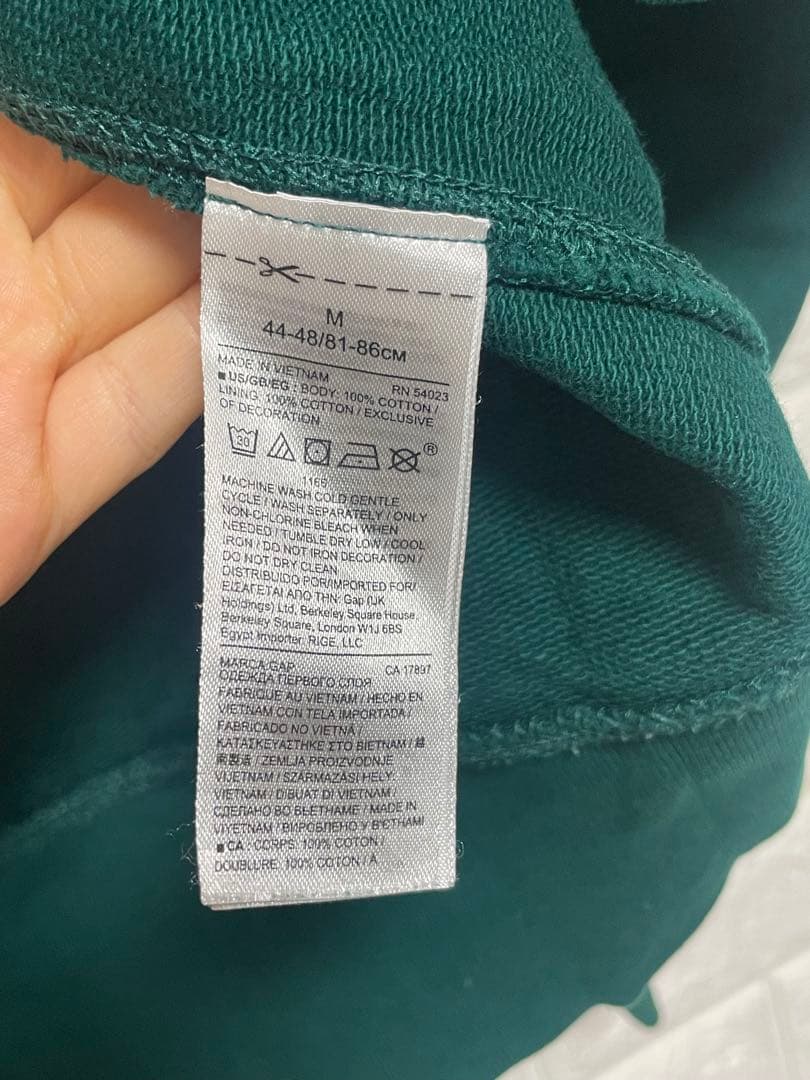 M
44-48/81-86CM
MADE IN VIETNAM RN 54023
■ US/GB/EG : BODY: 100% COTTON /
LINING: 100% COTTON / EXCLUSIVE
OF DECORATION
30
®
1165
MACHINE WASH COLD GENTLE
CYCLE / WASH SEPARATELY / ONLY
NON-CHLORINE BLEACH WHEN
NEEDED / TUMBLE DRY LOW / COOL
IRON / DO NOT IRON DECORATION /
DO NOT DRY CLEAN
DISTRIBUIDO POR/IMPORTED FOR/
ΕΙΣΑΓΕΤΑΙ ΑΠΟ ΤΗΝ: Gap (UK
Holdings) Ltd, Berkeley Square House,
Berkeley Square, London W1J 6BS
Egypt Importer: RIGE, LLC
MARCA GAP CA 17897
ОДЕЖДА ПЕРВОГО СЛОЯ
FABRIQUÉ AU VIETNAM / HECHO EN
VIETNAM CON TELA IMPORTADA /
FABRICADO NO VIETNÃ /
ΚΑΤΑΣΚΕΥΑΣΤΗΚΕ ΣΤΟ ΒΙΕΤΝΑΜ / 越
南製造 / ZEMLJA PROIZVODNJE
VIJETNAM / SZÁRMAZÁSI HELY:
VIETNAM / DIBUAT DI VIETNAM /
СДЕЛАНО ВО ВЬЕТНАМЕ / MADE IN
VIYETNAM / ВИРОБЛЕНО У В'ЄТНАМІ
■ CA : CORPS: 100% COTON /
DOUBLURE: 100% COTON / À